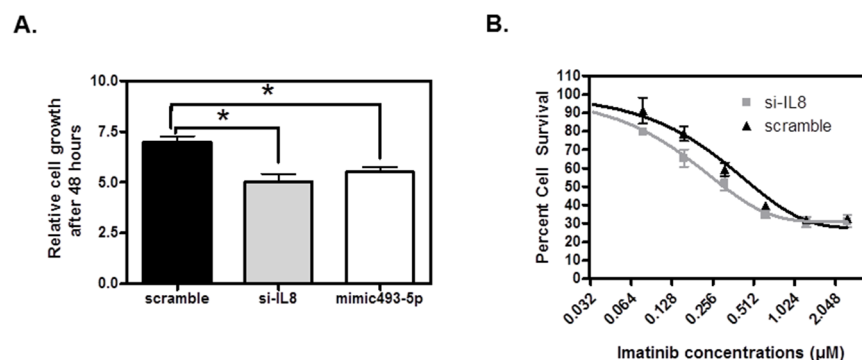 A.
Relative cell growth
after 48 hours
10.0
7.5
5.0
2.5
0.0
*
*
scramble
si-IL8
mimic493-5p
B.
Percent Cell Survival
110
100
90
80
70
60
50
40
30
20
10
0
si-IL8
scramble
0.032
0.064
0.128
0.256
0.512
1.024
2.048
Imatinib concentrations (μM)